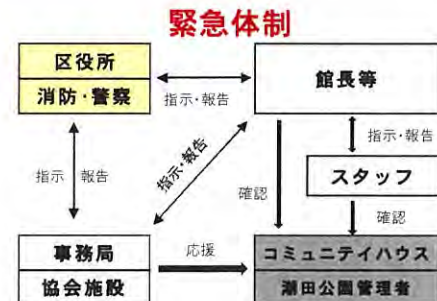 緊急体制
区役所
消防・警察
館長等
指示・報告
指示・報告
指示・報告
指示 報告
スタッフ
確認
確認
事務局
協会施設
応援
コミュニテイハウス
潮田公園管理者